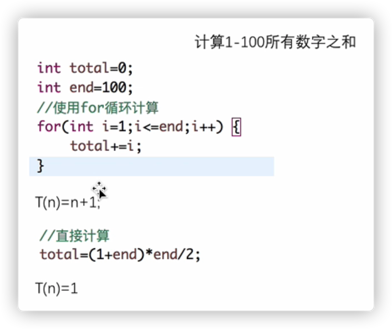 计算1-100所有数字之和
int total=0;
int end=100;
//使用for循环计算
for(int i=1;i<=end;i++) {
total+=i;
}
T(n)=n+1;
//直接计算
total=(1+end)*end/2;
T(n)=1